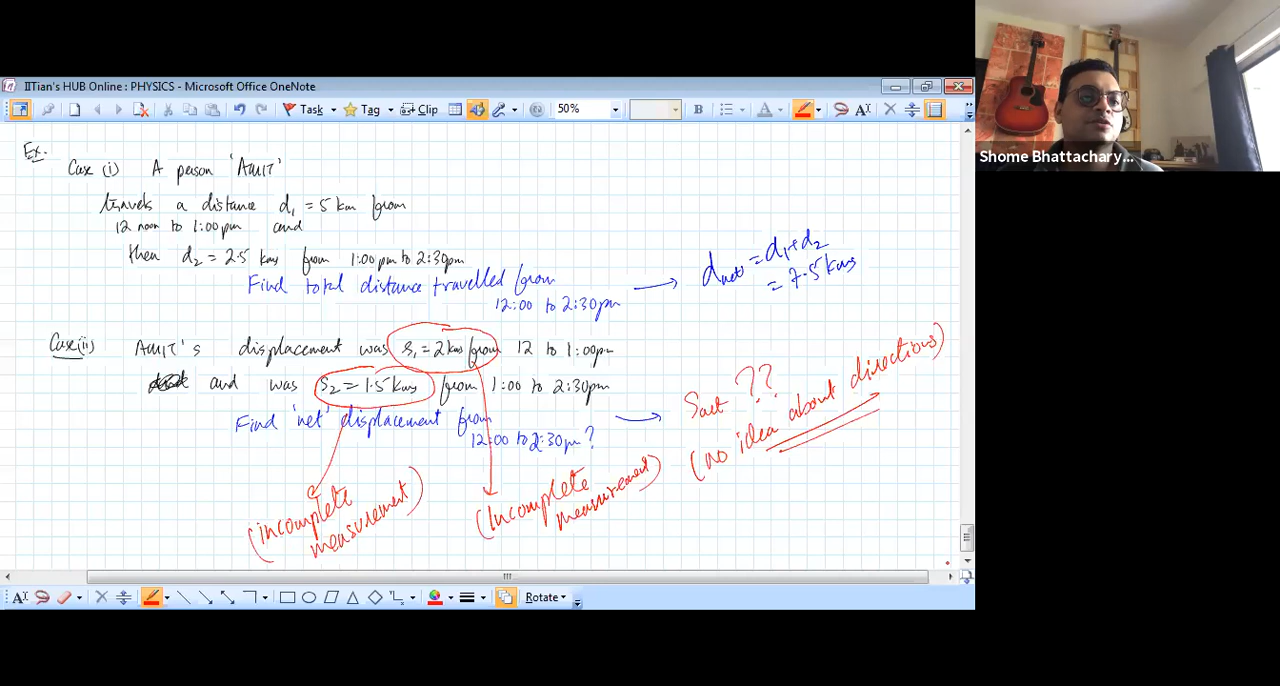 IITian's HUB Online : PHYSICS - Microsoft Office OneNote
Task
Tag
Clip
50%
B
A
Ex.
Case (i) A person 'AMIT'
travels a distance d₁ = 5 km from
12 noon to 1:00pm and
then d₂ = 2.5 kms from 1:00pm to 2:30pm
Find total distance travelled from
12:00 to 2:30pm
dnet = d₁+d₂
= 7.5 kms
Case (ii) AMIT's displacement was s₁ = 2 kms from 12 to 1:00pm
and was s₂ = 1.5 kms from 1:00 to 2:30pm
Find 'net' displacement from
12:00 to 2:30pm ?
Snet ??
(no idea about directions)
(incomplete
measurement)
(Incomplete
measurement)
Rotate
Shome Bhattachary...